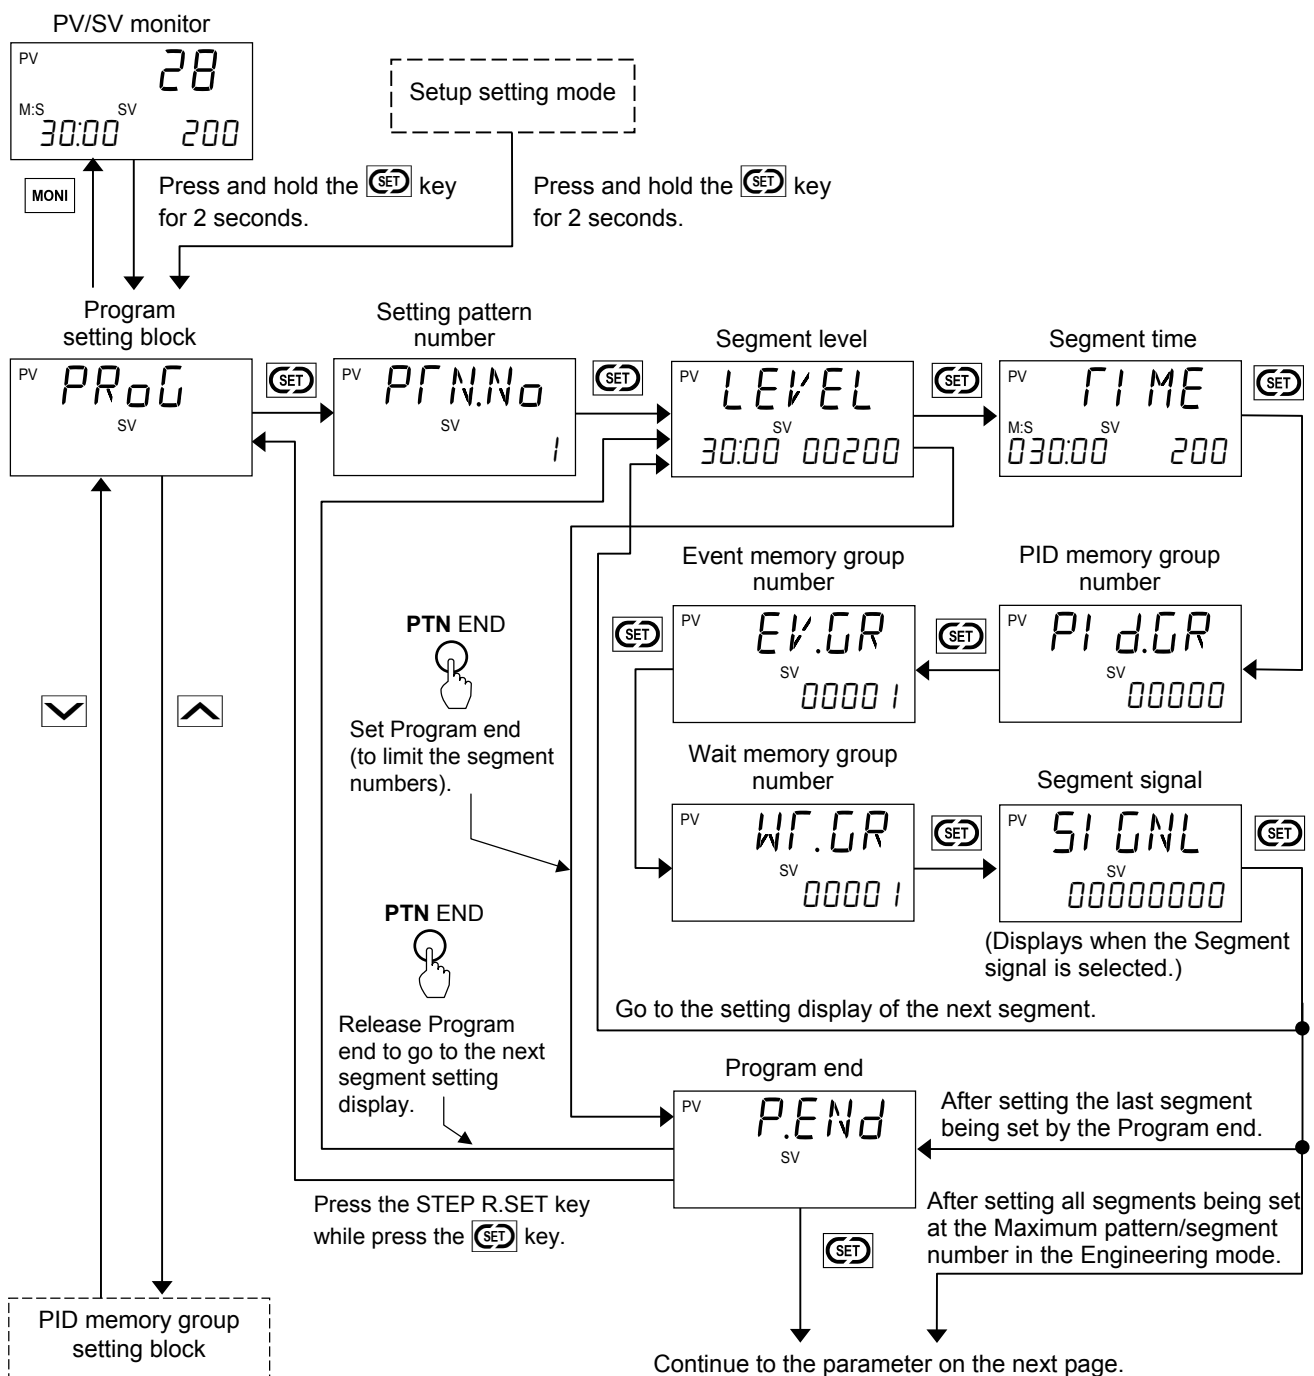 PV/SV monitor
PV 28
M:S SV
30:00 200
Setup setting mode
MONI
Press and hold the SET key
for 2 seconds.
Press and hold the SET key
for 2 seconds.
Program
setting block
PV PRoG
SV
SET
Setting pattern
number
PV PTN.No
SV
1
SET
Segment level
PV LEVEL
SV
30:00 00200
SET
Segment time
PV TIME
M:S SV
030:00 200
SET
Event memory group
number
PV EV.GR
SV
00001
SET
PID memory group
number
PV PId.GR
SV
00000
SET
PTN END
Set Program end
(to limit the segment
numbers).
Wait memory group
number
PV WT.GR
SV
00001
SET
Segment signal
PV SIGNL
SV
00000000
SET
(Displays when the Segment
signal is selected.)
PTN END
Release Program
end to go to the next
segment setting
display.
Go to the setting display of the next segment.
Program end
PV P.ENd
SV
After setting the last segment
being set by the Program end.
Press the STEP R.SET key
while press the SET key.
SET
After setting all segments being set
at the Maximum pattern/segment
number in the Engineering mode.
PID memory group
setting block
Continue to the parameter on the next page.